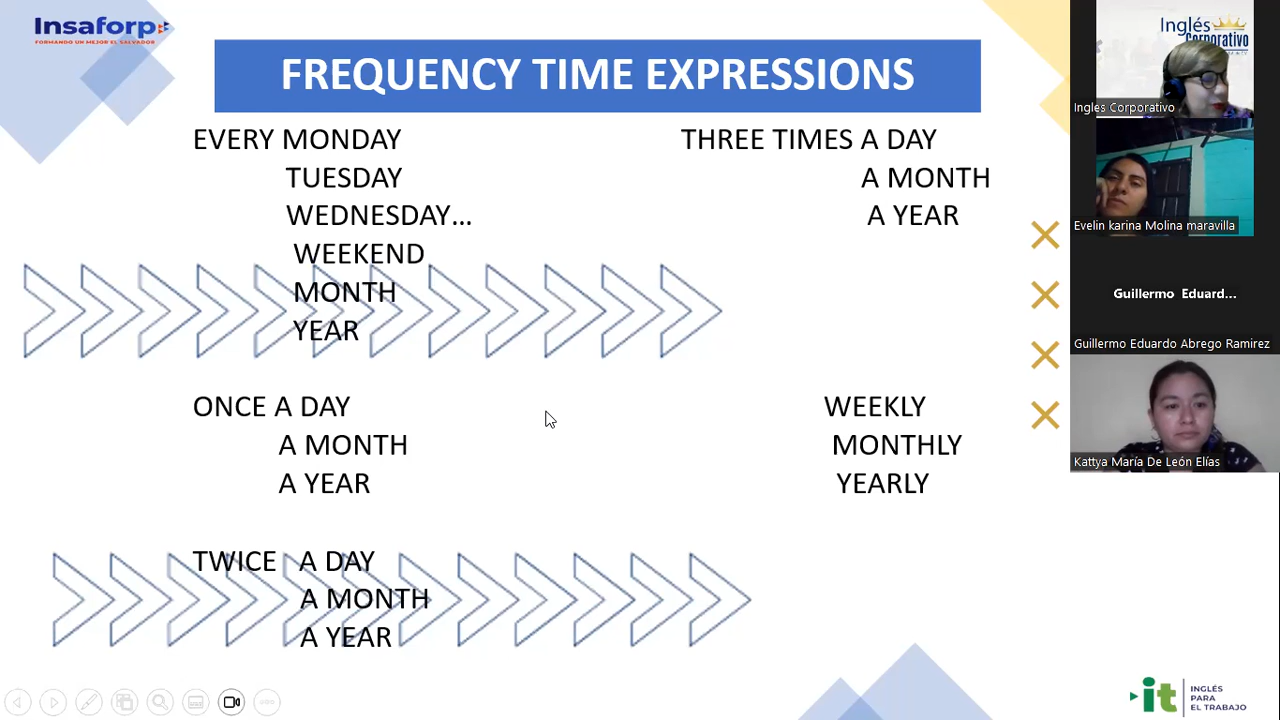 Insaforp
FORMANDO UN MEJOR EL SALVADOR
FREQUENCY TIME EXPRESSIONS
EVERY MONDAY
TUESDAY
WEDNESDAY...
WEEKEND
MONTH
YEAR
THREE TIMES A DAY
A MONTH
A YEAR
ONCE A DAY
A MONTH
A YEAR
WEEKLY
MONTHLY
YEARLY
TWICE A DAY
A MONTH
A YEAR
Inglés
Corporativo
Ingles Corporativo
Evelin karina Molina maravilla
Guillermo Eduard...
Guillermo Eduardo Abrego Ramirez
Kattya María De León Elías
it
INGLÉS
PARA
EL TRABAJO